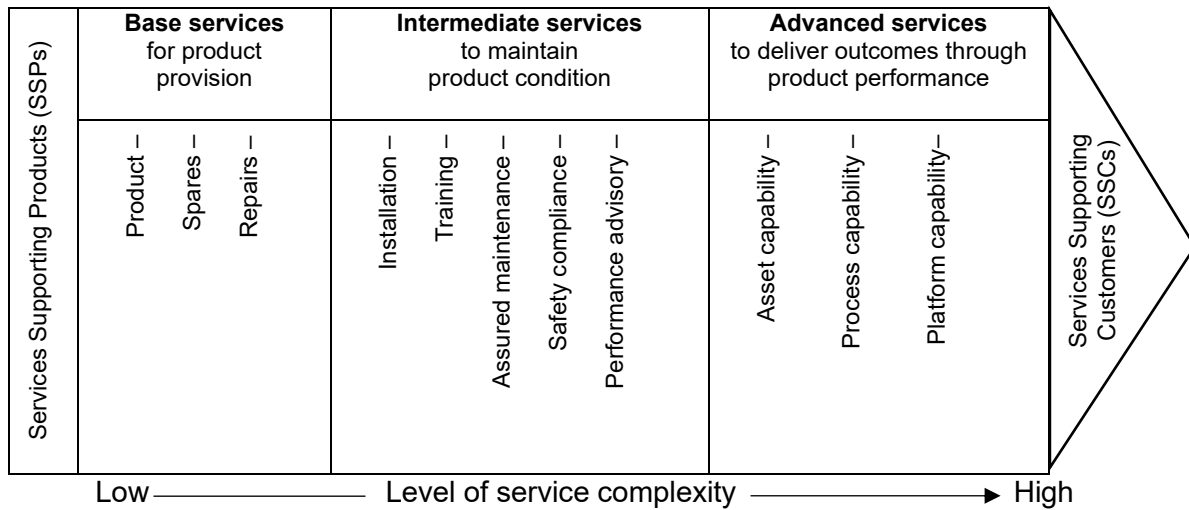 Services Supporting Products (SSPs)
Base services
for product
provision
Intermediate services
to maintain
product condition
Advanced services
to deliver outcomes through
product performance
Product –
Spares –
Repairs –
Installation –
Training –
Assured maintenance –
Safety compliance –
Performance advisory –
Asset capability –
Process capability –
Platform capability–
Services Supporting
Customers (SSCs)
Low Level of service complexity High